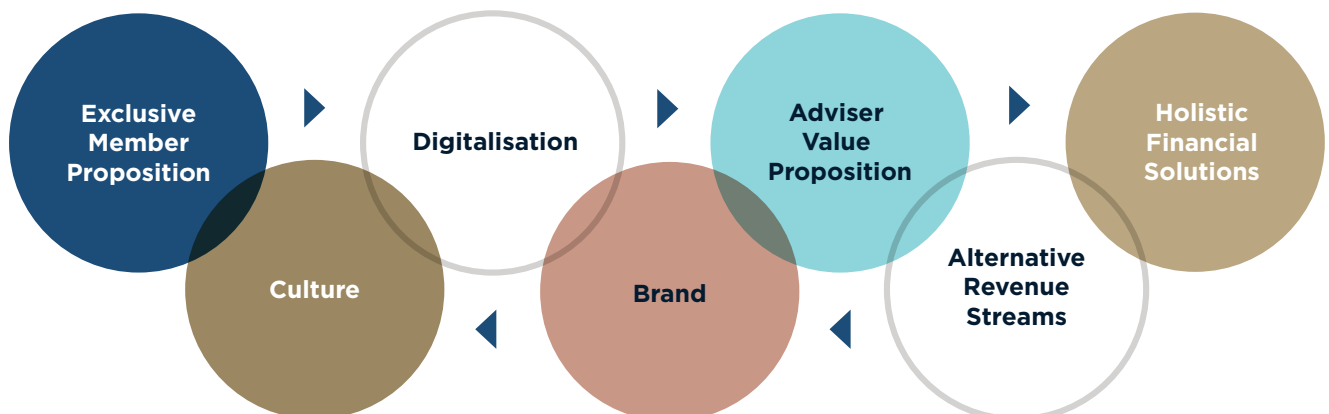 Exclusive
Member
Proposition
Digitalisation
Adviser
Value
Proposition
Holistic
Financial
Solutions
Culture
Brand
Alternative
Revenue
Streams